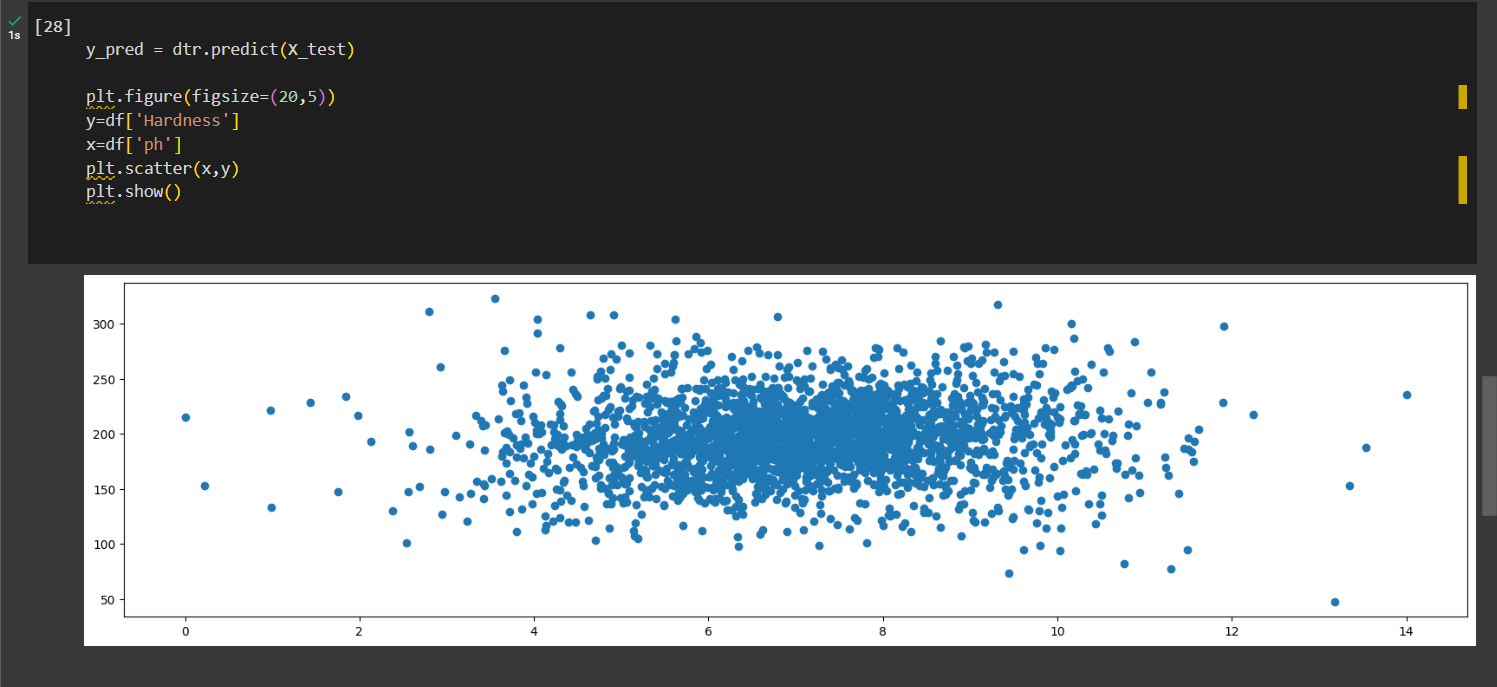 [28]
1s
y_pred = dtr.predict(X_test)
plt.figure(figsize=(20,5))
y=df['Hardness']
x=df['ph']
plt.scatter(x,y)
plt.show()
300
250
200
150
100
50
0 2 4 6 8 10 12 14